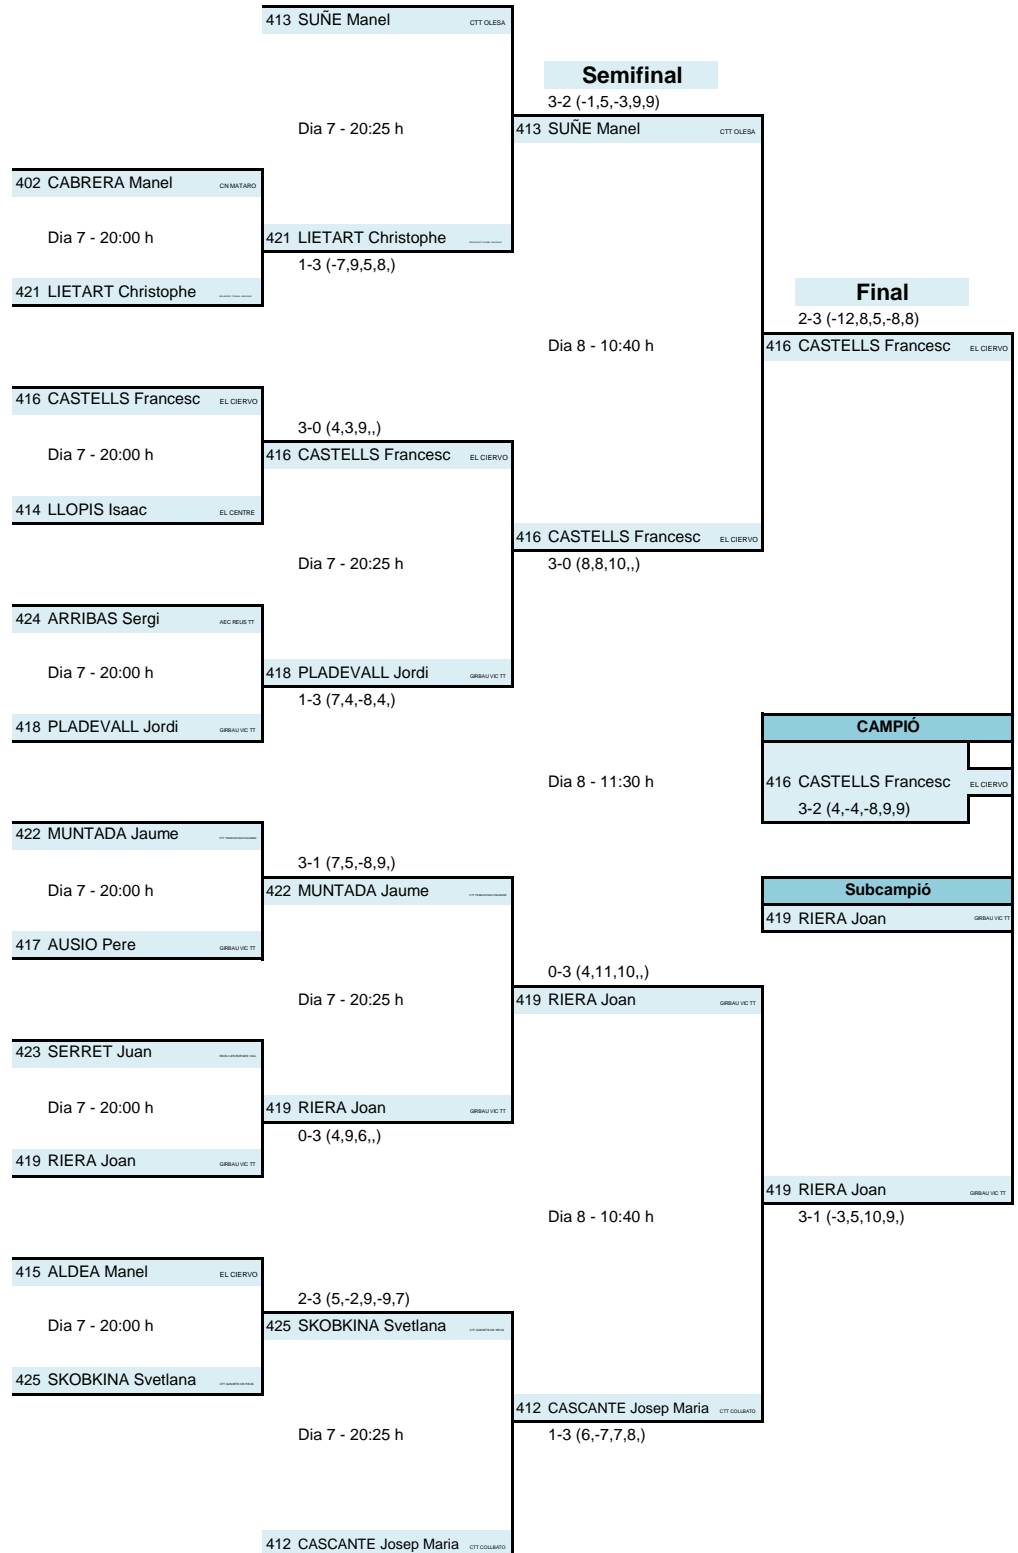 413 SUÑE Manel CTT OLESA
Semifinal
3-2 (-1,5,-3,9,9)
Dia 7 - 20:25 h
413 SUÑE Manel CTT OLESA
402 CABRERA Manel CN MATARO
Dia 7 - 20:00 h
421 LIETART Christophe
1-3 (-7,9,5,8,)
421 LIETART Christophe
Final
2-3 (-12,8,5,-8,8)
Dia 8 - 10:40 h
416 CASTELLS Francesc EL CIERVO
416 CASTELLS Francesc EL CIERVO
3-0 (4,3,9,,)
Dia 7 - 20:00 h
416 CASTELLS Francesc EL CIERVO
414 LLOPIS Isaac EL CENTRE
416 CASTELLS Francesc EL CIERVO
Dia 7 - 20:25 h
3-0 (8,8,10,,)
424 ARRIBAS Sergi AEC REUS TT
Dia 7 - 20:00 h
418 PLADEVALL Jordi GIRBAU VIC TT
1-3 (7,4,-8,4,)
418 PLADEVALL Jordi GIRBAU VIC TT
CAMPIÓ
Dia 8 - 11:30 h
416 CASTELLS Francesc EL CIERVO
3-2 (4,-4,-8,9,9)
422 MUNTADA Jaume
3-1 (7,5,-8,9,)
Dia 7 - 20:00 h
422 MUNTADA Jaume
Subcampió
419 RIERA Joan GIRBAU VIC TT
417 AUSIO Pere GIRBAU VIC TT
0-3 (4,11,10,,)
Dia 7 - 20:25 h
419 RIERA Joan GIRBAU VIC TT
423 SERRET Juan
Dia 7 - 20:00 h
419 RIERA Joan GIRBAU VIC TT
0-3 (4,9,6,,)
419 RIERA Joan GIRBAU VIC TT
419 RIERA Joan GIRBAU VIC TT
Dia 8 - 10:40 h
3-1 (-3,5,10,9,)
415 ALDEA Manel EL CIERVO
2-3 (5,-2,9,-9,7)
Dia 7 - 20:00 h
425 SKOBKINA Svetlana
425 SKOBKINA Svetlana
412 CASCANTE Josep Maria CTT COLLBATO
Dia 7 - 20:25 h
1-3 (6,-7,7,8,)
412 CASCANTE Josep Maria CTT COLLBATO